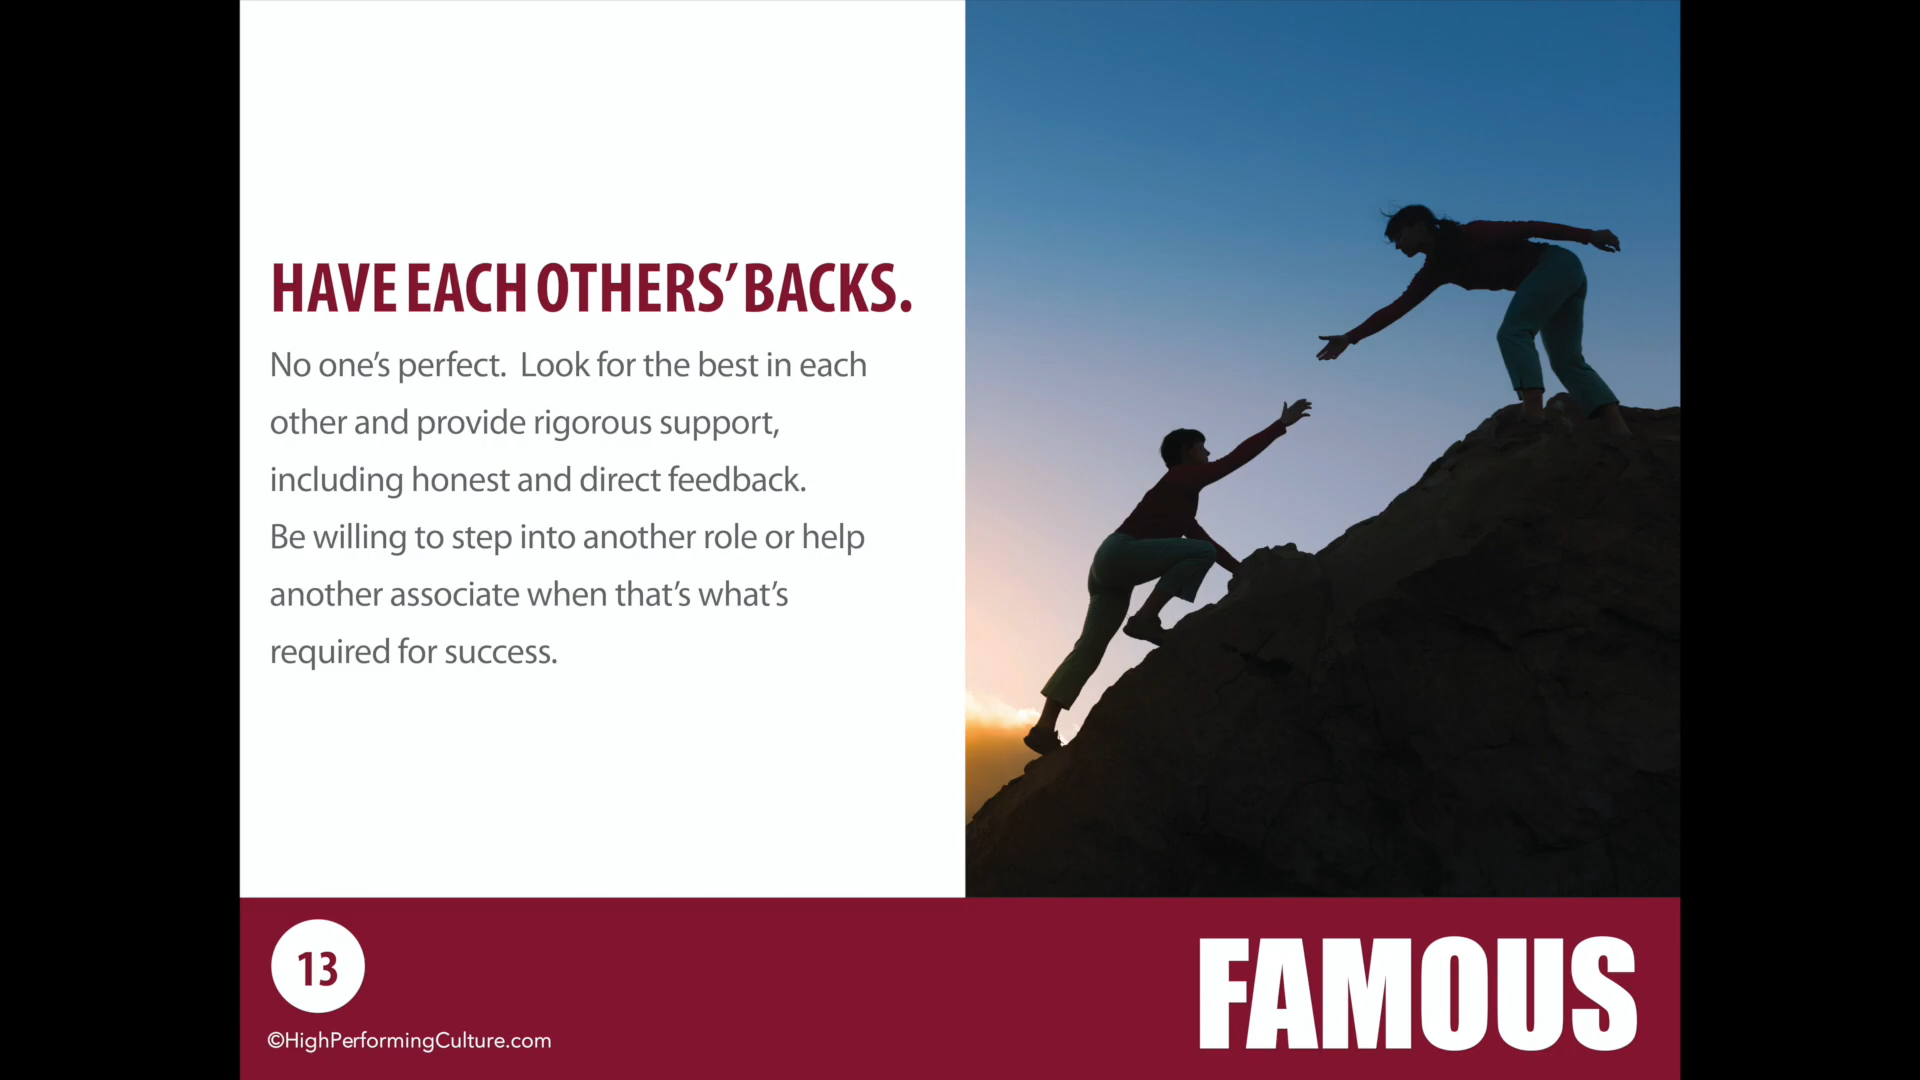 HAVE EACH OTHERS’ BACKS.
No one’s perfect.  Look for the best in each
other and provide rigorous support,
including honest and direct feedback.
Be willing to step into another role or help
another associate when that’s what’s
required for success.
13
©HighPerformingCulture.com
FAMOUS